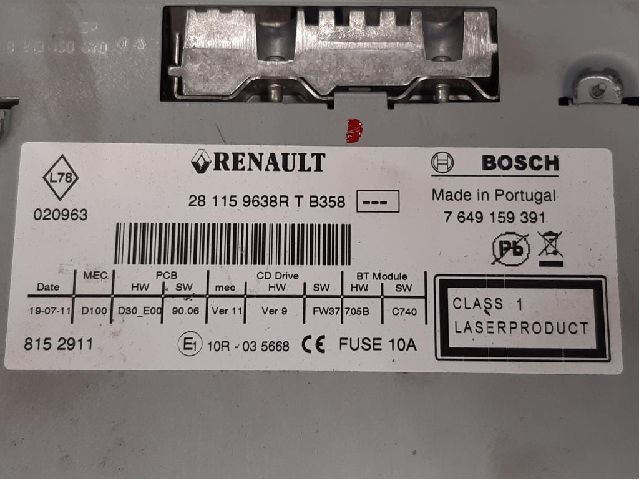 L78
020963
RENAULT
28 115 9638R T B358 ---
BOSCH
Made in Portugal
7 649 159 391
Pb
MEC PCB CD Drive BT Module
Date HW SW mec HW SW HW SW
19-07-11 D100 D30_E00 90.06 Ver 11 Ver 9 FW37 705B C740
CLASS 1
LASERPRODUCT
815 2911
E1 10R - 03 5668 CE FUSE 10A